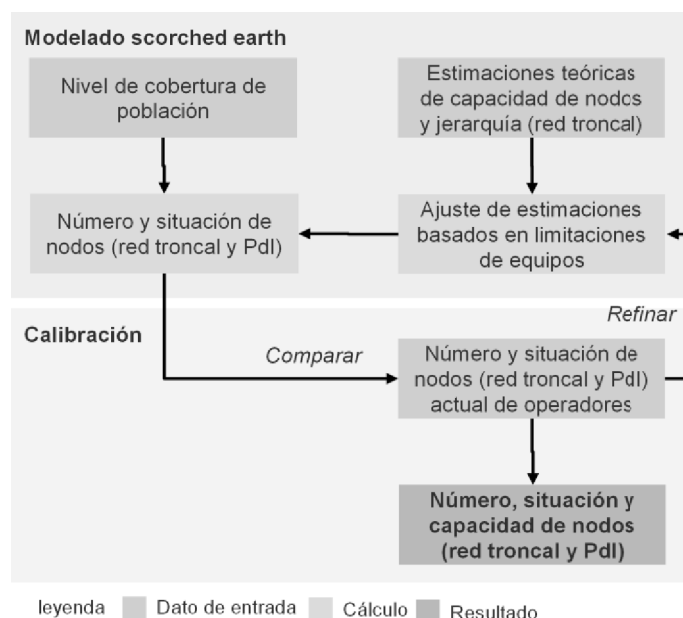 Modelado scorched earth
Nivel de cobertura de
población
Estimaciones teóricas
de capacidad de nodos
y jerarquía (red troncal)
Número y situación de
nodos (red troncal y PdI)
Ajuste de estimaciones
basados en limitaciones
de equipos
Refinar
Calibración
Comparar
Número y situación de
nodos (red troncal y PdI)
actual de operadores
Número, situación y
capacidad de nodos
(red troncal y PdI)
leyenda Dato de entrada Cálculo Resultado